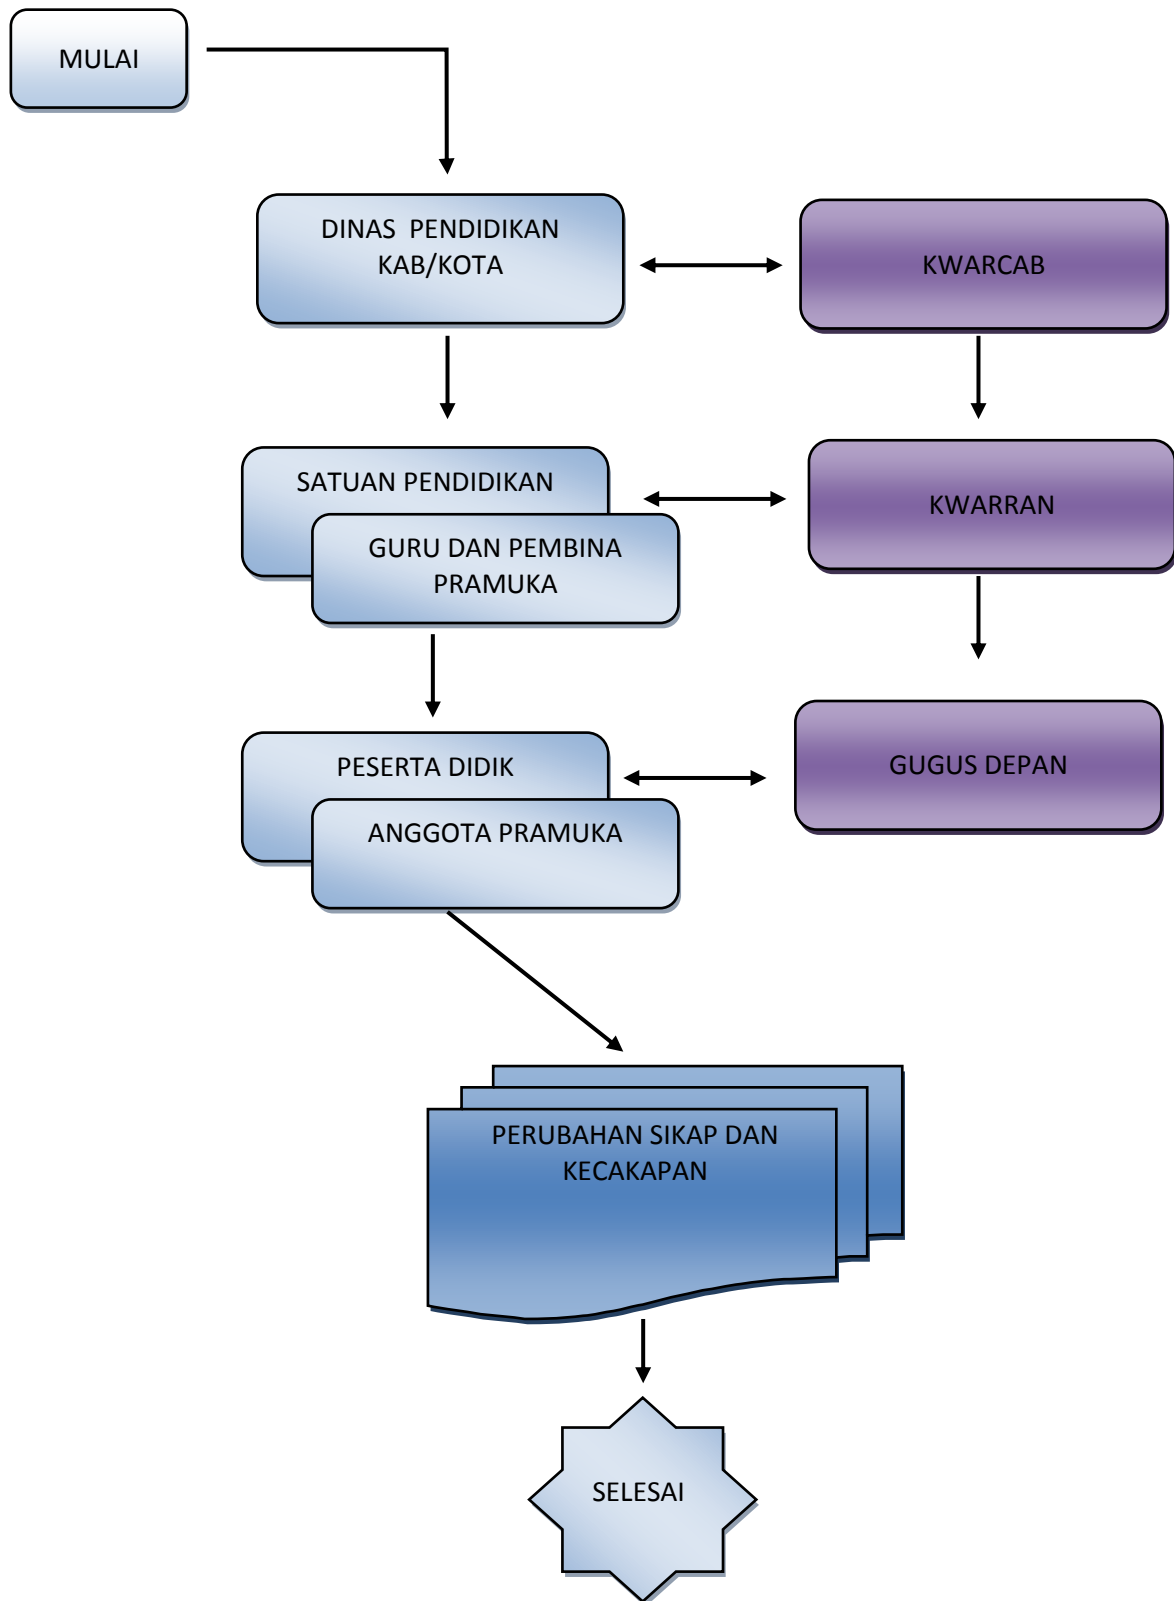 MULAI
DINAS  PENDIDIKAN
KAB/KOTA
KWARCAB
SATUAN PENDIDIKAN
KWARRAN
GURU DAN PEMBINA
PRAMUKA
PESERTA DIDIK
GUGUS DEPAN
ANGGOTA PRAMUKA
PERUBAHAN SIKAP DAN
KECAKAPAN
SELESAI